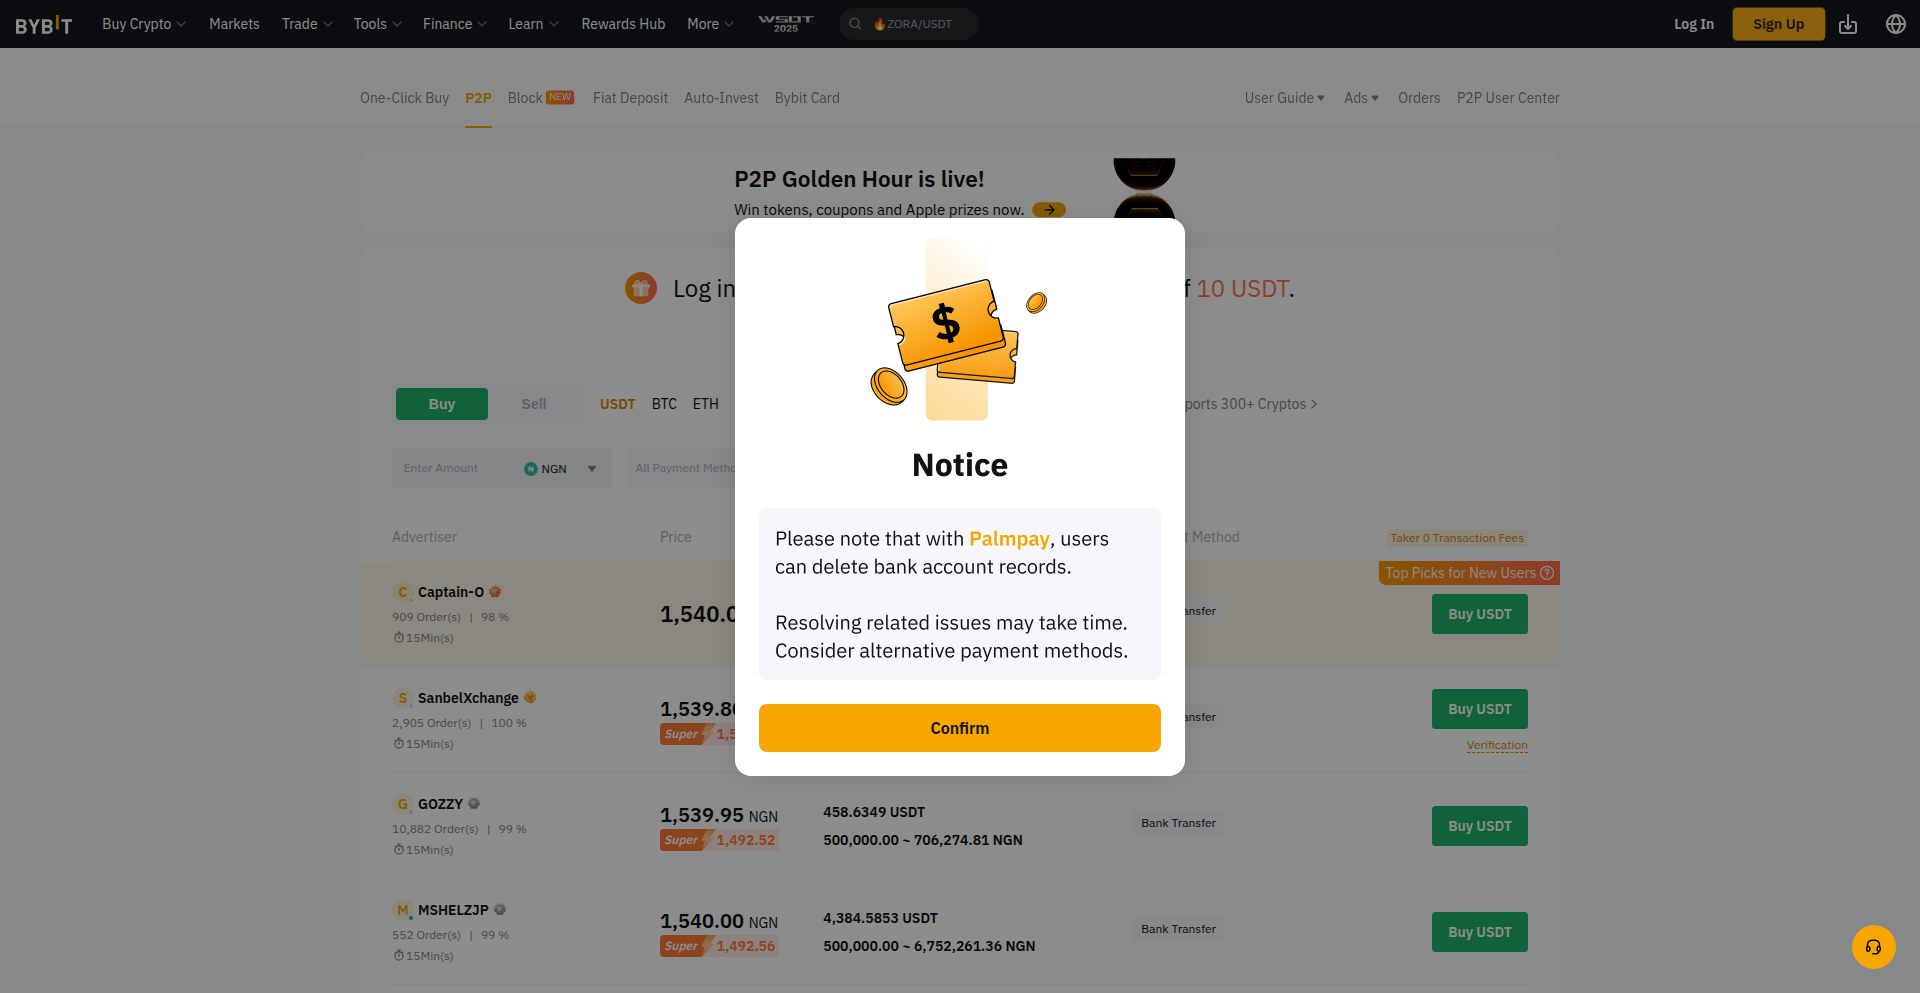 BYBIT Buy Crypto Markets Trade Tools Finance Learn Rewards Hub More WSOT 2025 ZORA/USDT Log In Sign Up
One-Click Buy P2P Block NEW Fiat Deposit Auto-Invest Bybit Card User Guide Ads Orders P2P User Center
P2P Golden Hour is live!
Win tokens, coupons and Apple prizes now.
Log in f 10 USDT.
Buy Sell USDT BTC ETH ports 300+ Cryptos
Enter Amount NGN All Payment Metho
$
Notice
Please note that with Palmpay, users
can delete bank account records.
Resolving related issues may take time.
Consider alternative payment methods.
Confirm
Advertiser Price t Method Taker 0 Transaction Fees
Top Picks for New Users
C Captain-O
909 Order(s) | 98 %
15Min(s)
1,540.0 ansfer Buy USDT
S SanbelXchange
2,905 Order(s) | 100 %
15Min(s)
1,539.8 ansfer Buy USDT
Super 1,5
Verification
G GOZZY
10,882 Order(s) | 99 %
15Min(s)
1,539.95 NGN
Super 1,492.52
458.6349 USDT
500,000.00 ~ 706,274.81 NGN
Bank Transfer Buy USDT
M MSHELZJP
552 Order(s) | 99 %
15Min(s)
1,540.00 NGN
Super 1,492.56
4,384.5853 USDT
500,000.00 ~ 6,752,261.36 NGN
Bank Transfer Buy USDT